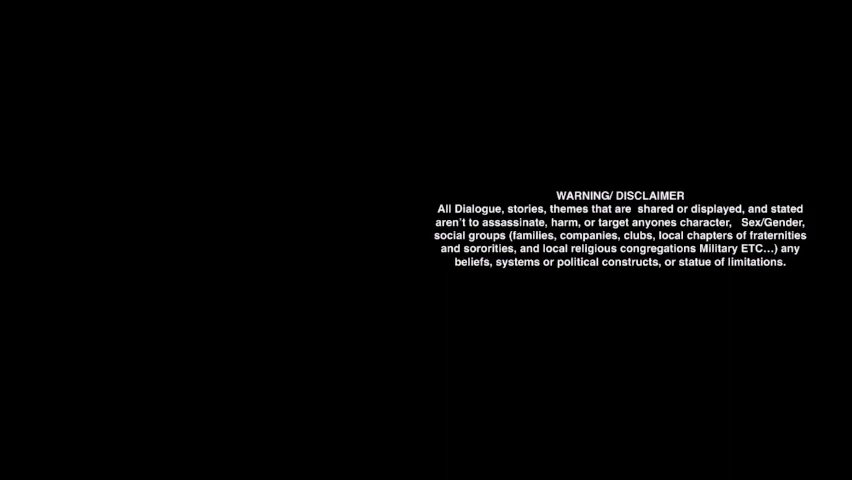 WARNING/ DISCLAIMER
All Dialogue, stories, themes that are  shared or displayed, and stated
aren't to assassinate, harm, or target anyones character,   Sex/Gender,
social groups (families, companies, clubs, local chapters of fraternities
and sororities, and local religious congregations Military ETC...) any
beliefs, systems or political constructs, or statue of limitations.